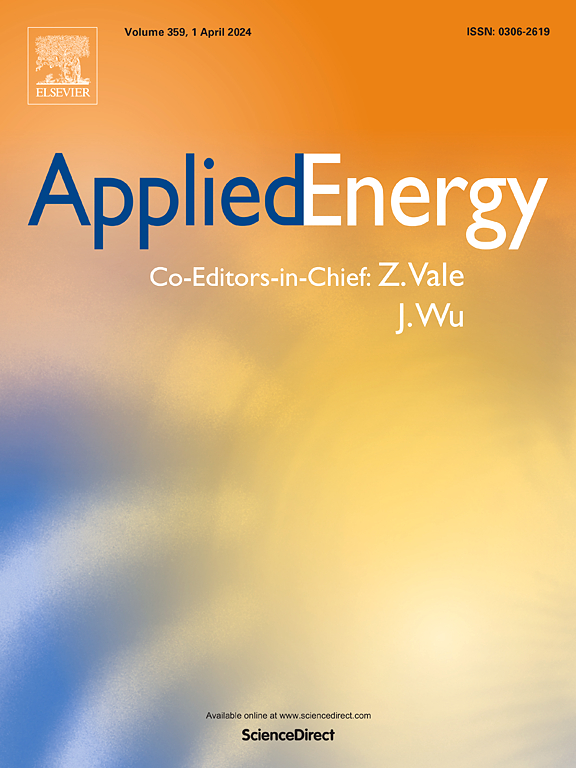 Volume 359, 1 April 2024
ISSN: 0306-2619
ELSEVIER
AppliedEnergy
Co-Editors-in-Chief: Z. Vale
J. Wu
Available online at www.sciencedirect.com
ScienceDirect